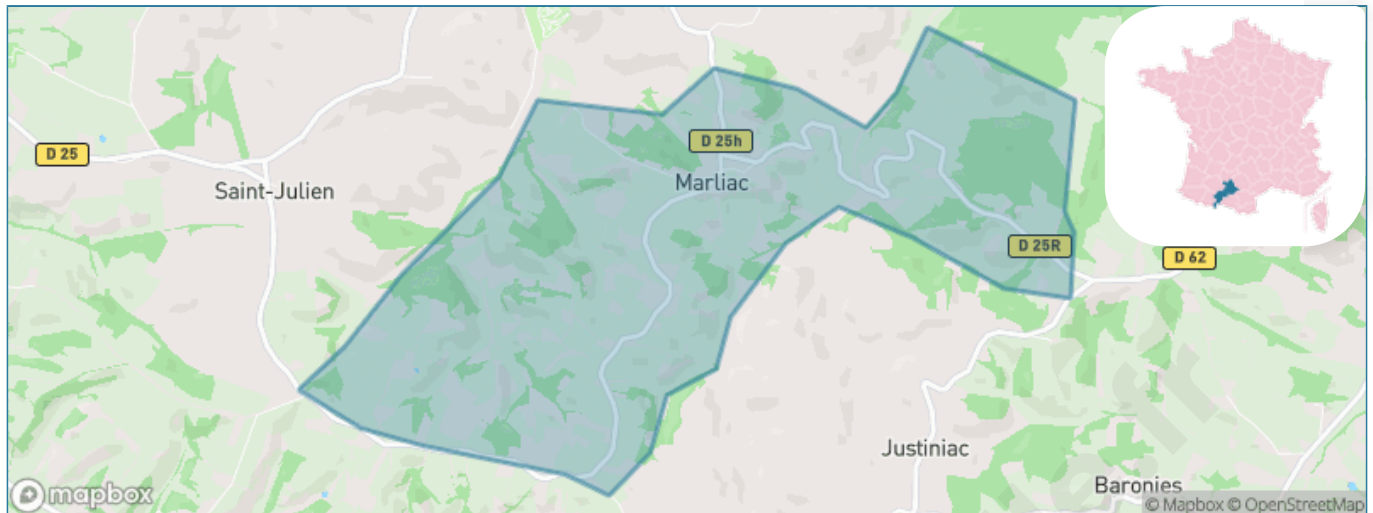 D 25h
D 25
Marliac
Saint-Julien
D 25R
D 62
Justiniac
Baronies
mapbox
© Mapbox © OpenStreetMap